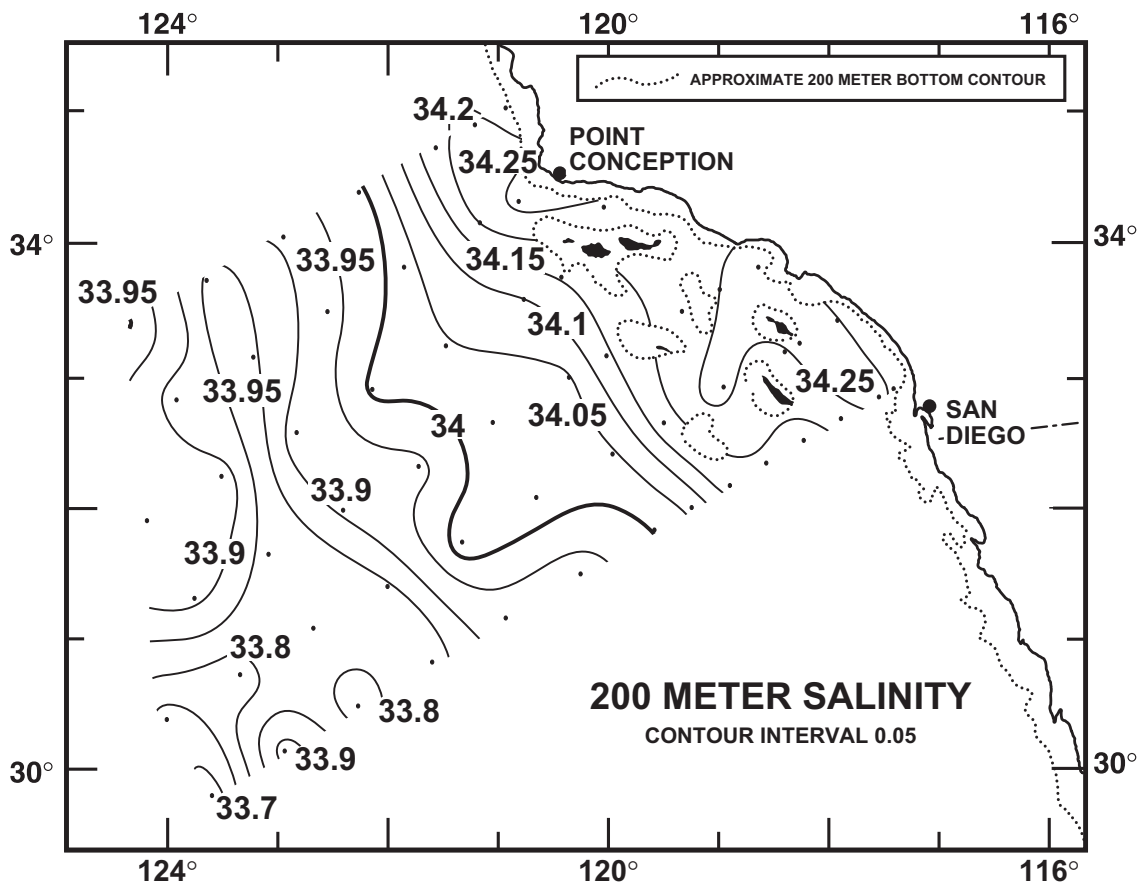 124° 120° 116°
APPROXIMATE 200 METER BOTTOM CONTOUR
34.2
POINT
CONCEPTION
34.25
34° 34°
33.95 34.15
33.95
34.1
33.95 34.25
34.05
34
SAN
DIEGO
33.9
33.9
33.8
200 METER SALINITY
33.8
CONTOUR INTERVAL 0.05
33.9
30° 30°
33.7
124° 120° 116°